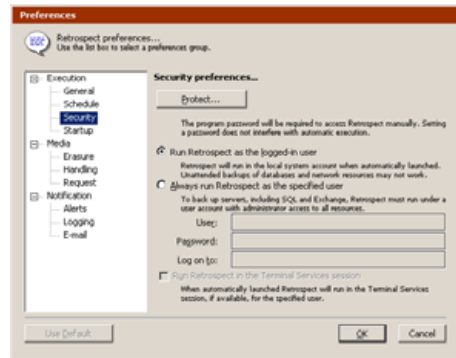 Preferences
Retrospect preferences...
Use the list box to select a preferences group.
Execution
General
Schedule
Security
Startup
Media
Erasure
Handling
Request
Notification
Alerts
Logging
E-mail
Security preferences...
Protect...
The program password will be required to access Retrospect manually. Setting
a password does not interfere with automatic execution.
Run Retrospect as the logged-in user
Retrospect will run in the local system account when automatically launched.
Unattended backups of databases and network resources may not work.
Always run Retrospect as the specified user
To back up servers, including SQL and Exchange, Retrospect must run under a
user account with administrator access to all resources.
User:
Password:
Log on to:
Run Retrospect in the Terminal Services session
When automatically launched Retrospect will run in the Terminal Services
session, if available, for the specified user.
Use Default
OK
Cancel